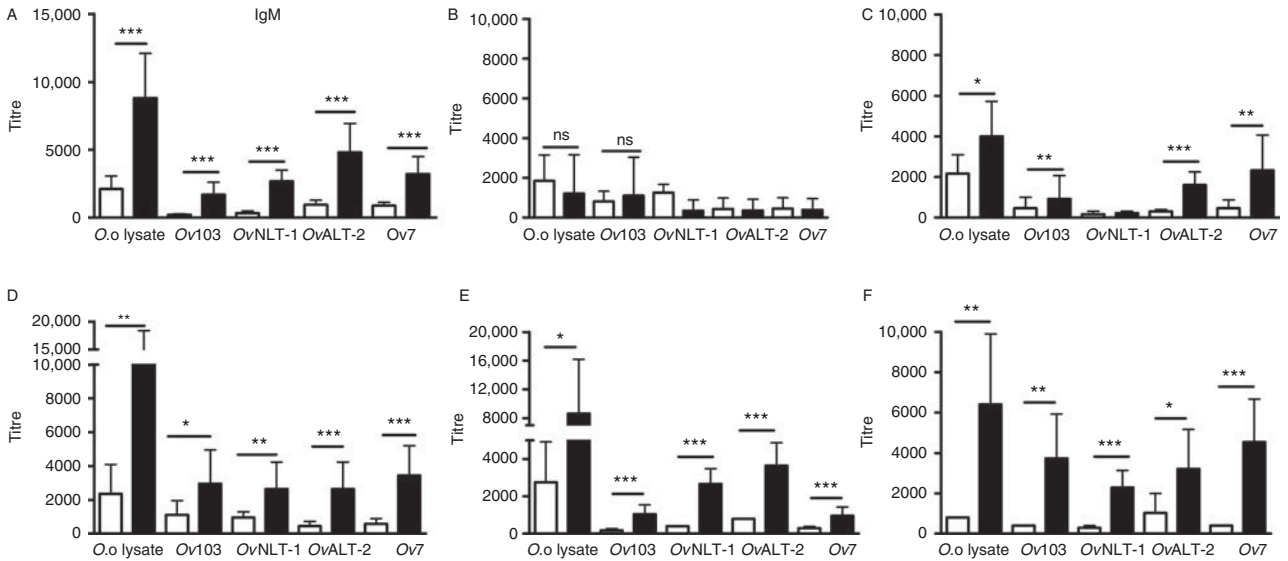 A
IgM
15,000
10,000
5000
0
Titre
***
***
***
***
***
O.o lysate Ov103 OvNLT-1 OvALT-2 Ov7
B
10,000
8000
6000
4000
2000
0
Titre
ns
ns
O.o lysate Ov103 OvNLT-1 OvALT-2 Ov7
C
10,000
8000
6000
4000
2000
0
Titre
*
**
***
**
O.o lysate Ov103 OvNLT-1 OvALT-2 Ov7
D
20,000
15,000
10,000
8000
6000
4000
2000
0
Titre
**
*
**
***
***
O.o lysate Ov103 OvNLT-1 OvALT-2 Ov7
E
20,000
16,000
12,000
8000
4000
2000
0
Titre
*
***
***
***
***
O.o lysate Ov103 OvNLT-1 OvALT-2 Ov7
F
10,000
8000
6000
4000
2000
0
Titre
**
**
***
*
***
O.o lysate Ov103 OvNLT-1 OvALT-2 Ov7